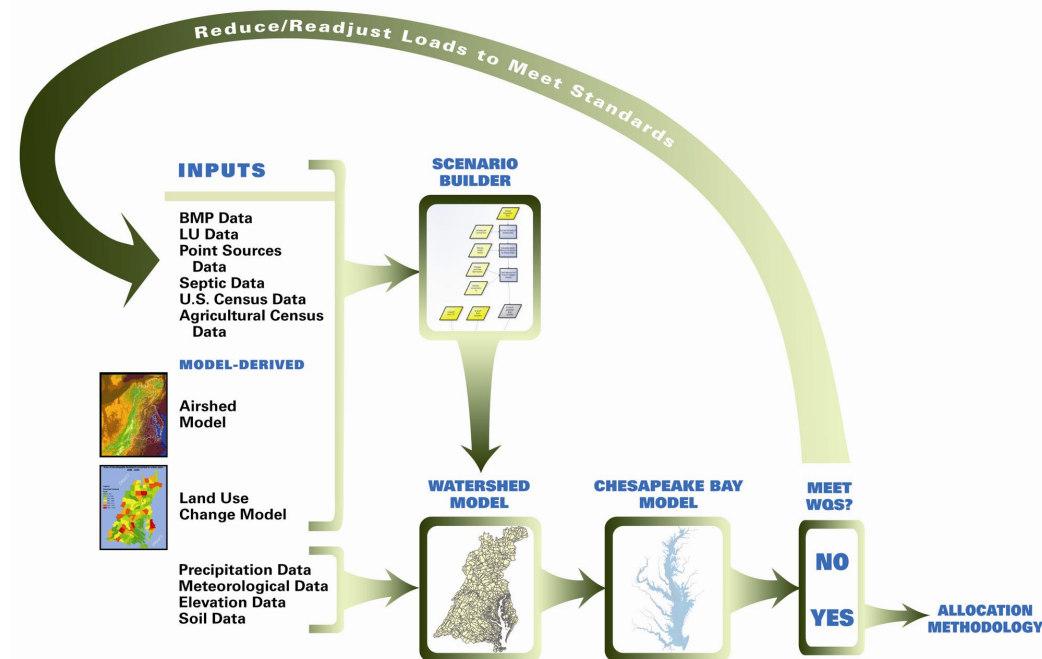 Reduce/Readjust Loads to Meet Standards
INPUTS
BMP Data
LU Data
Point Sources
Data
Septic Data
U.S. Census Data
Agricultural Census
Data
MODEL-DERIVED
Airshed
Model
Land Use
Change Model
Precipitation Data
Meteorological Data
Elevation Data
Soil Data
SCENARIO
BUILDER
WATERSHED
MODEL
CHESAPEAKE BAY
MODEL
MEET
WQS?
NO
YES
ALLOCATION
METHODOLOGY